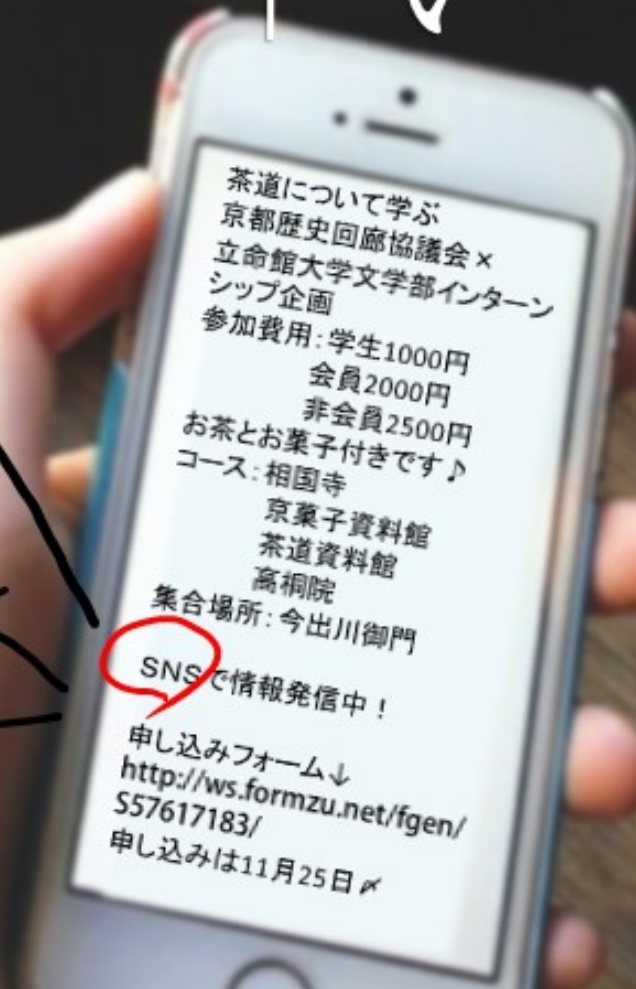 茶道について学ぶ
京都歴史回廊協議会×
立命館大学文学部インターン
シップ企画
参加費用:学生1000円
会員2000円
非会員2500円
お茶とお菓子付きです♪
コース:相国寺
京菓子資料館
茶道資料館
高桐院
集合場所:今出川御門
SNSで情報発信中!
申し込みフォーム↓
http://ws.formzu.net/fgen/
S57617183/
申し込みは11月25日〆